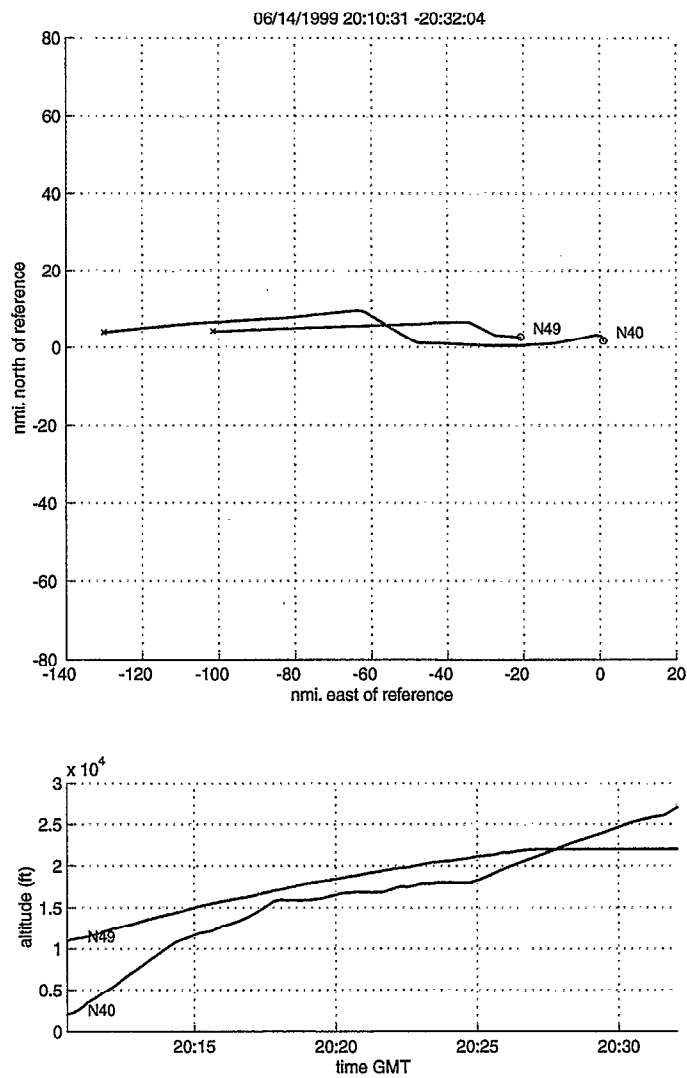 06/14/1999 20:10:31 -20:32:04
80
60
40
20
0
-20
-40
-60
-80
nmi. north of reference
N49
N40
-140 -120 -100 -80 -60 -40 -20 0 20
nmi. east of reference
x 10^4
3
2.5
2
1.5
1
0.5
0
altitude (ft)
N49
N40
20:15 20:20 20:25 20:30
time GMT